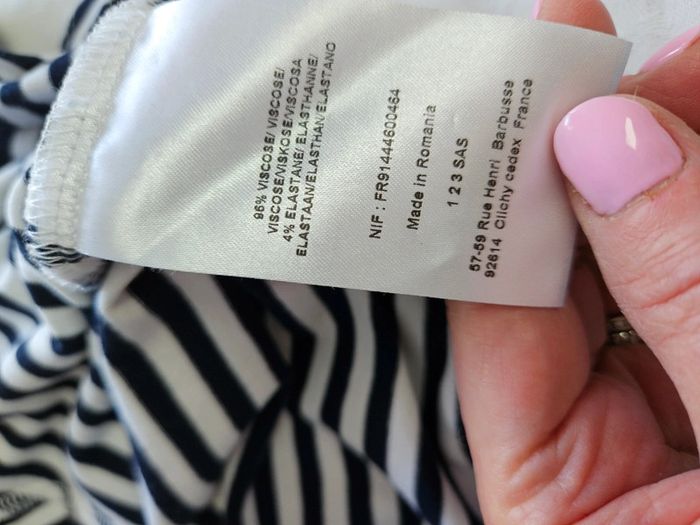 96% VISCOSE/ VISCOSE/
VISCOSE/VISKOSE/VISCOSA
4% ELASTANE/ ELASTHANNE/
ELASTAAN/ELASTHAN/ELASTANO
NIF : FR91444600464
Made in Romania
1 2 3 SAS
57-59 Rue Henri Barbusse
92614 Clichy cedex France